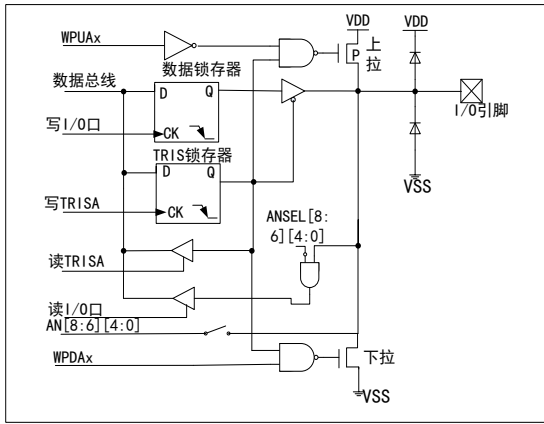 VDD
VDD
WPUAx
P
上
拉
数据总线
数据锁存器
D
Q
I/O引脚
写I/O口
CK
TRIS锁存器
D
Q
VSS
写TRISA
CK
ANSEL[8:
6][4:0]
读TRISA
读I/O口
AN[8:6][4:0]
WPDAx
下拉
VSS